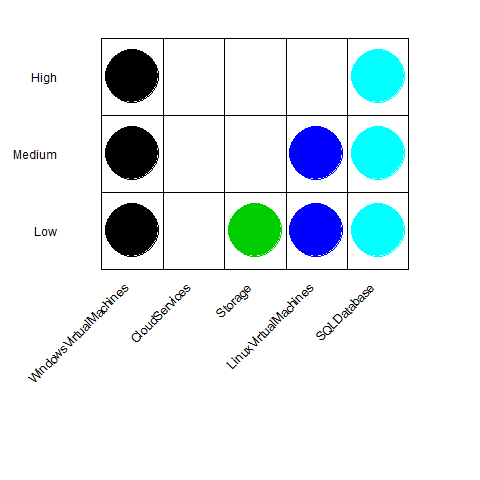 High
Medium
Low
WindowsVirtualMachines
CloudServices
Storage
LinuxVirtualMachines
SQLDatabase